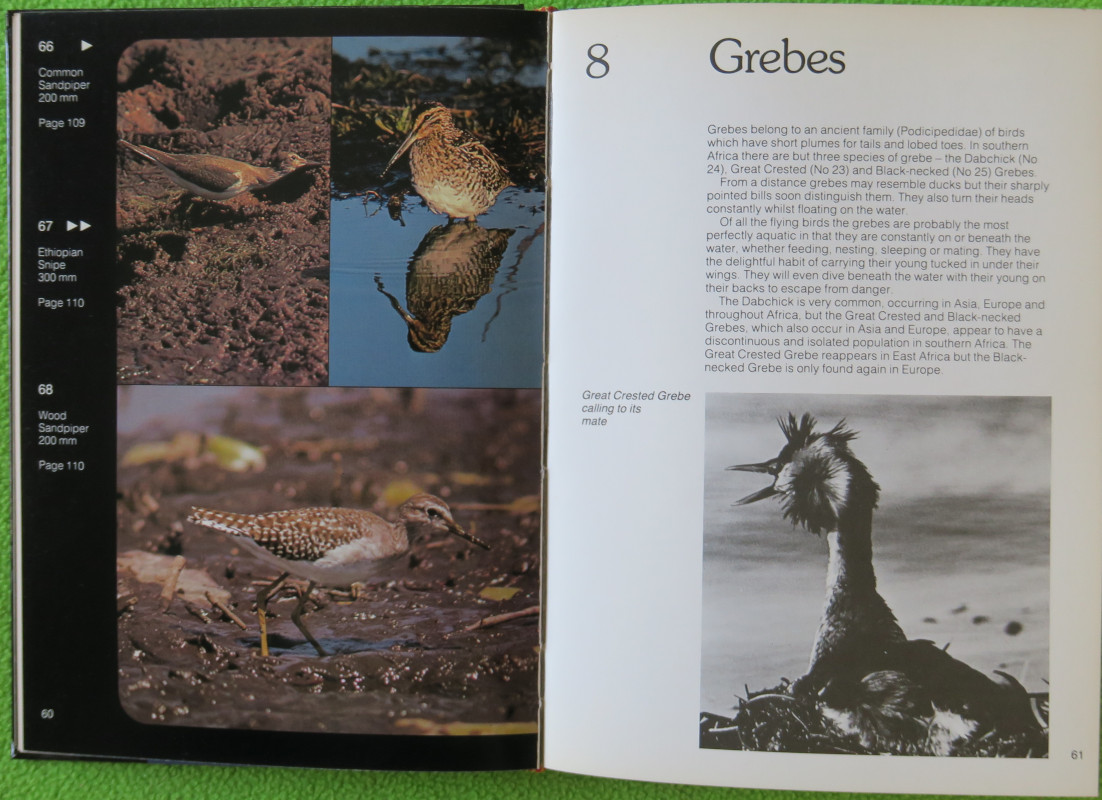 66 ▶
Common
Sandpiper
200 mm
Page 109
67 ▶▶
Ethiopian
Snipe
300 mm
Page 110
68
Wood
Sandpiper
200 mm
Page 110
60
8
Grebes
Grebes belong to an ancient family (Podicipedidae) of birds
which have short plumes for tails and lobed toes. In southern
Africa there are but three species of grebe – the Dabchick (No
24), Great Crested (No 23) and Black-necked (No 25) Grebes.
From a distance grebes may resemble ducks but their sharply
pointed bills soon distinguish them. They also turn their heads
constantly whilst floating on the water.
Of all the flying birds the grebes are probably the most
perfectly aquatic in that they are constantly on or beneath the
water, whether feeding, nesting, sleeping or mating. They have
the delightful habit of carrying their young tucked in under their
wings. They will even dive beneath the water with their young on
their backs to escape from danger.
The Dabchick is very common, occurring in Asia, Europe and
throughout Africa, but the Great Crested and Black-necked
Grebes, which also occur in Asia and Europe, appear to have a
discontinuous and isolated population in southern Africa. The
Great Crested Grebe reappears in East Africa but the Black-
necked Grebe is only found again in Europe.
Great Crested Grebe
calling to its
mate
61